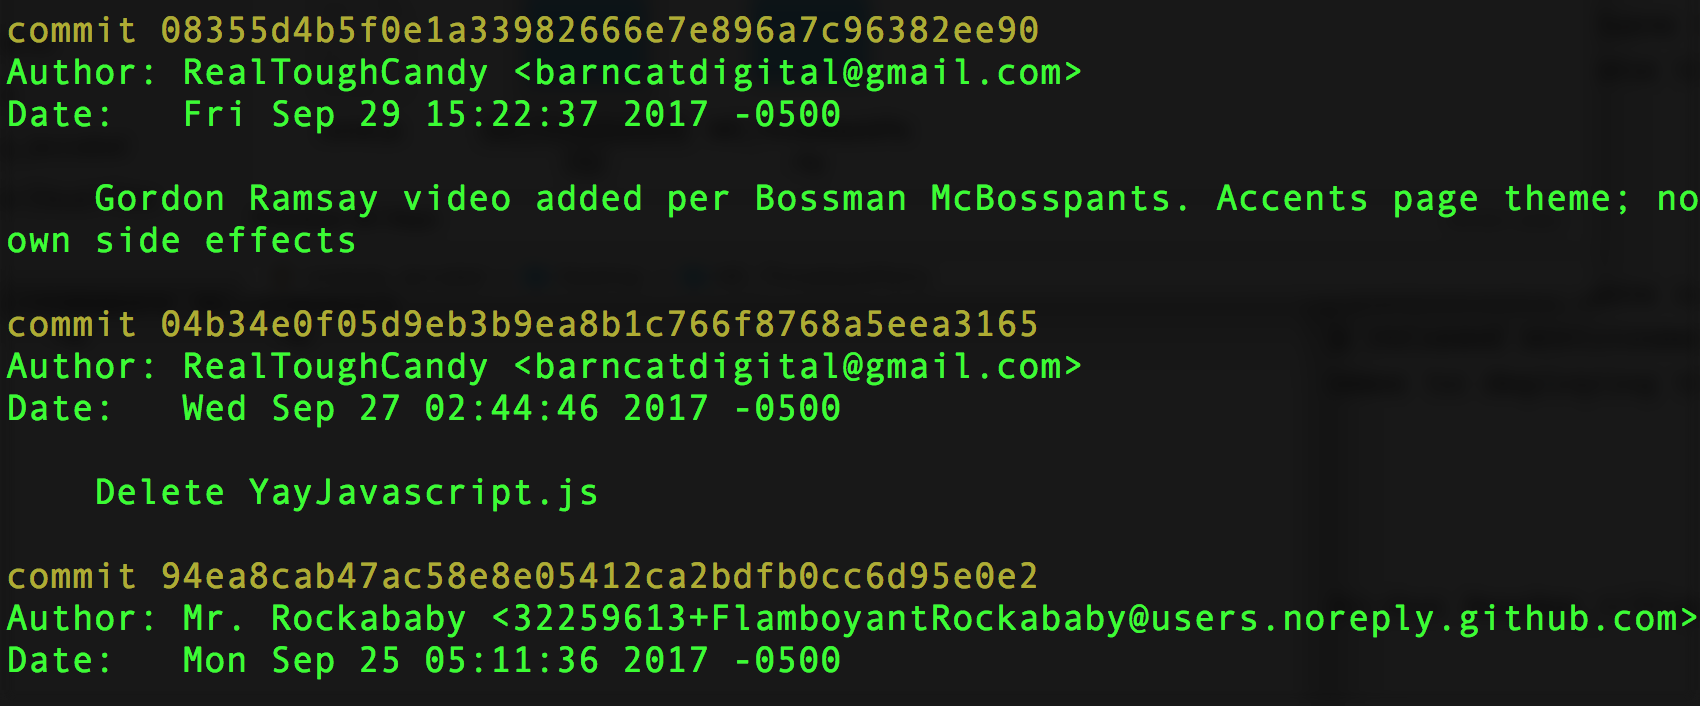 commit 08355d4b5f0e1a33982666e7e896a7c96382ee90
Author: RealToughCandy <barncatdigital@gmail.com>
Date:   Fri Sep 29 15:22:37 2017 -0500
Gordon Ramsay video added per Bossman McBosspants. Accents page theme; no
own side effects
commit 04b34e0f05d9eb3b9ea8b1c766f8768a5eea3165
Author: RealToughCandy <barncatdigital@gmail.com>
Date:   Wed Sep 27 02:44:46 2017 -0500
Delete YayJavascript.js
commit 94ea8cab47ac58e8e05412ca2bdfb0cc6d95e0e2
Author: Mr. Rockababy <32259613+FlamboyantRockababy@users.noreply.github.com>
Date:   Mon Sep 25 05:11:36 2017 -0500